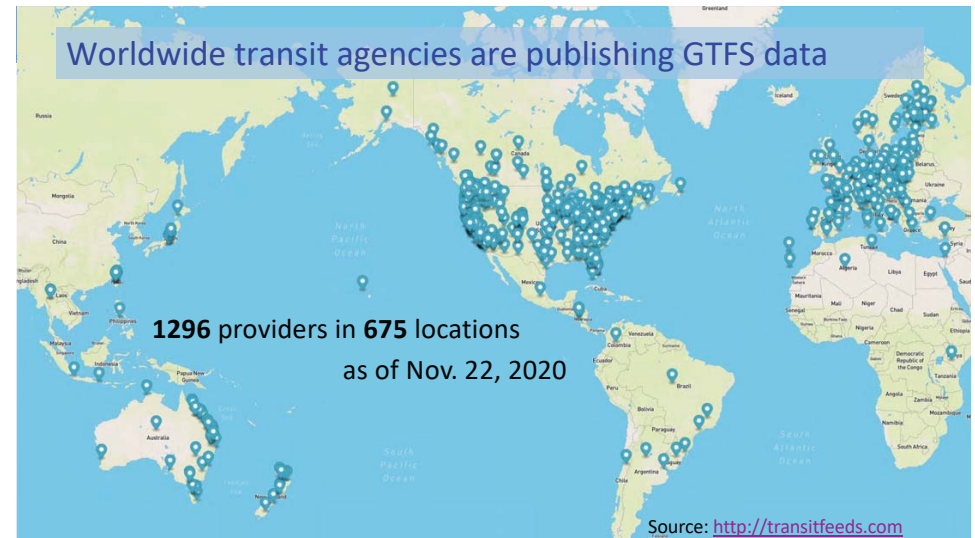 Worldwide transit agencies are publishing GTFS data
Greenland
Iceland
Sweden
Russia
Canada
Belarus
Ukraine
Mongolia
North
Pacific
Ocean
North
Atlantic
Ocean
China
Morocco
Algeria
Libya
Egypt
Mexico
Cuba
Laos
Vietnam
Philippines
Mauritania
Mali
Niger
Chad
Sudan
Senegal
Nigeria
Ethiopia
Cameroon
1296 providers in 675 locations
as of Nov. 22, 2020
Venezuela
Colombia
Ecuador
Malaysia
Indonesia
Papua New
Guinea
Democratic
Republic of
the Congo
Tanzania
Peru
Brazil
Bolivia
Angola
Zambia
Mozambique
Namibia
Paraguay
Australia
South
Pacific
Ocean
South
Atlantic
Ocean
South Africa
Chile
Argentina
Source: http://transitfeeds.com